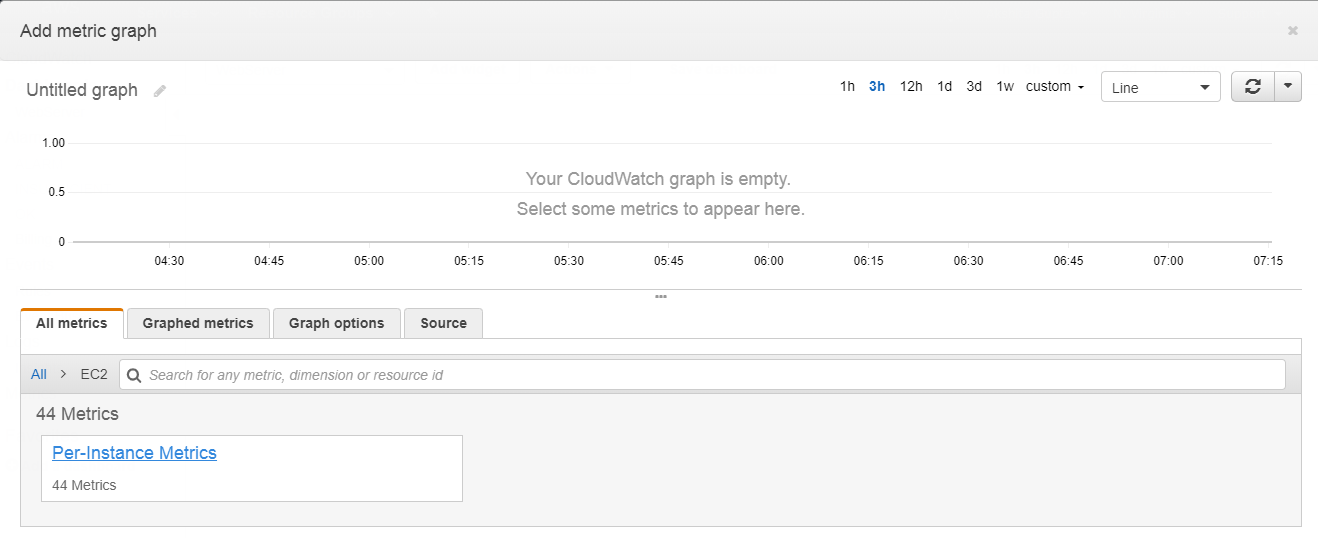 Add metric graph
Untitled graph
1h 3h 12h 1d 3d 1w custom Line
1.00
0.5
0
Your CloudWatch graph is empty.
Select some metrics to appear here.
04:30 04:45 05:00 05:15 05:30 05:45 06:00 06:15 06:30 06:45 07:00 07:15
All metrics Graphed metrics Graph options Source
All > EC2 Search for any metric, dimension or resource id
44 Metrics
Per-Instance Metrics
44 Metrics